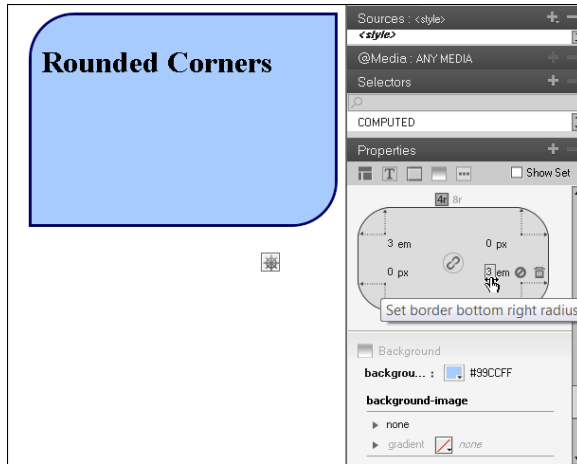 Rounded Corners
Sources : <style>
<style>
@Media : ANY MEDIA
Selectors
COMPUTED
Properties
Show Set
4r 8r
3 em 0 px
0 px 3 em
Set border bottom right radius
Background
backgrou... : #99CCFF
background-image
none
gradient none